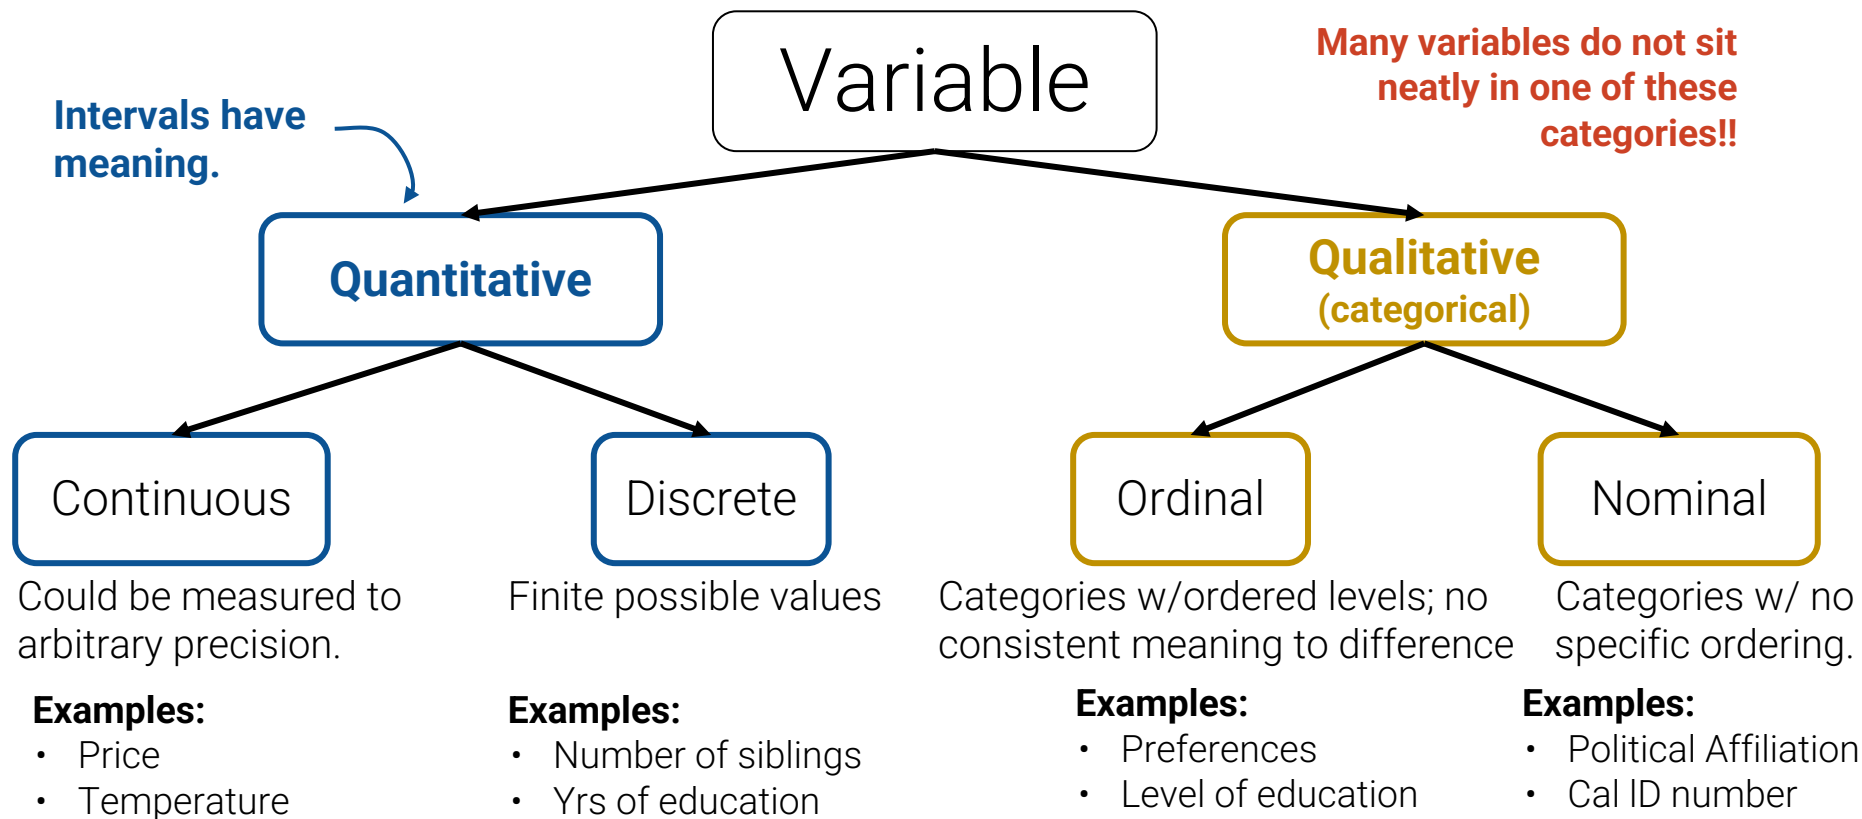 Variable
Many variables do not sit
neatly in one of these
categories!!
Intervals have
meaning.
Quantitative
Qualitative
(categorical)
Continuous
Discrete
Ordinal
Nominal
Could be measured to
arbitrary precision.
Finite possible values
Categories w/ordered levels; no
consistent meaning to difference
Categories w/ no
specific ordering.
Examples:
• Price
• Temperature
Examples:
• Number of siblings
• Yrs of education
Examples:
• Preferences
• Level of education
Examples:
• Political Affiliation
• Cal ID number